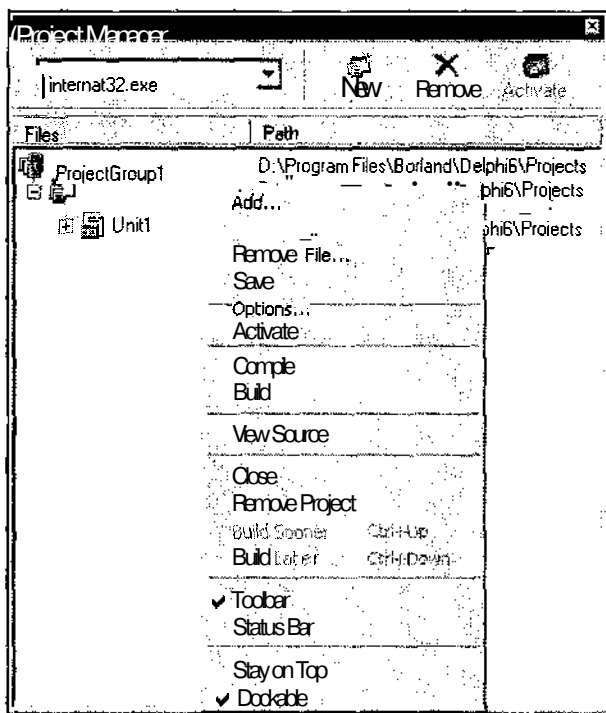 Project Manager
internat32.exe
New Remove Activate
Files Path
ProjectGroup1 D:\Program Files\Borland\Delphi6\Projects
phi6\Projects
Unit1 phi6\Projects
Add...
Remove File...
Save
Options...
Activate
Compile
Build
View Source
Close
Remove Project
Build Sooner Ctrl+Up
Build Later Ctrl+Down
Toolbar
Status Bar
Stay on Top
Dockable